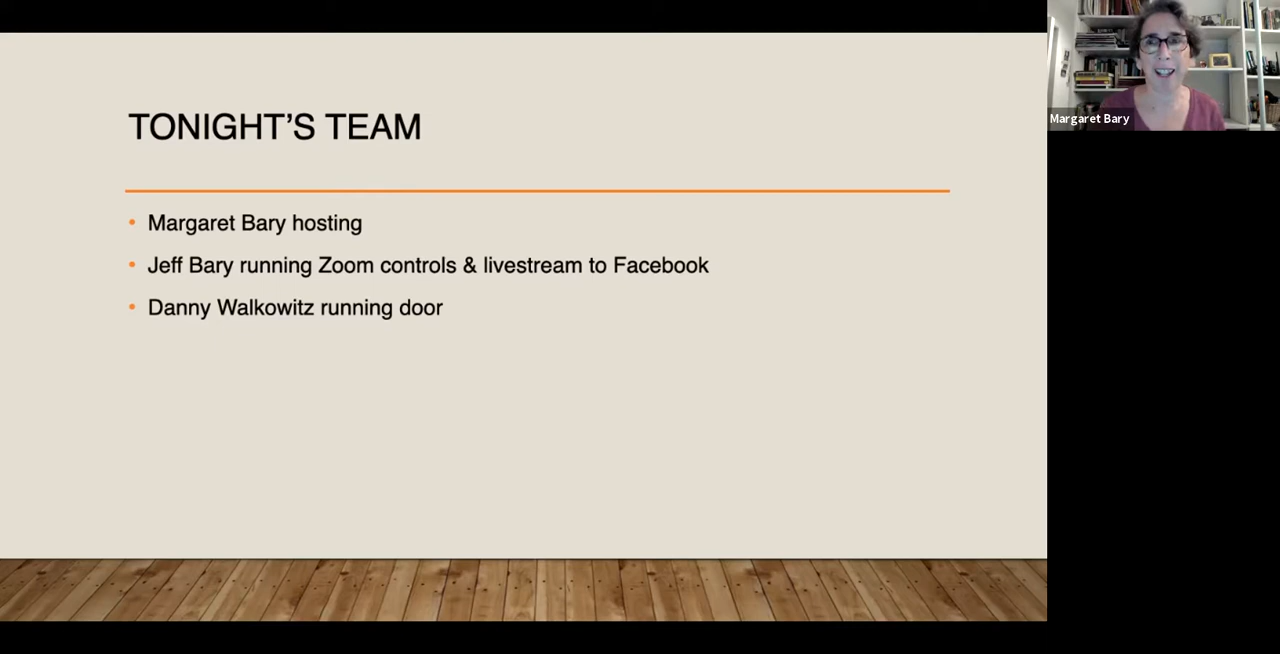 TONIGHT’S TEAM
• Margaret Bary hosting
• Jeff Bary running Zoom controls & livestream to Facebook
• Danny Walkowitz running door
Margaret Bary